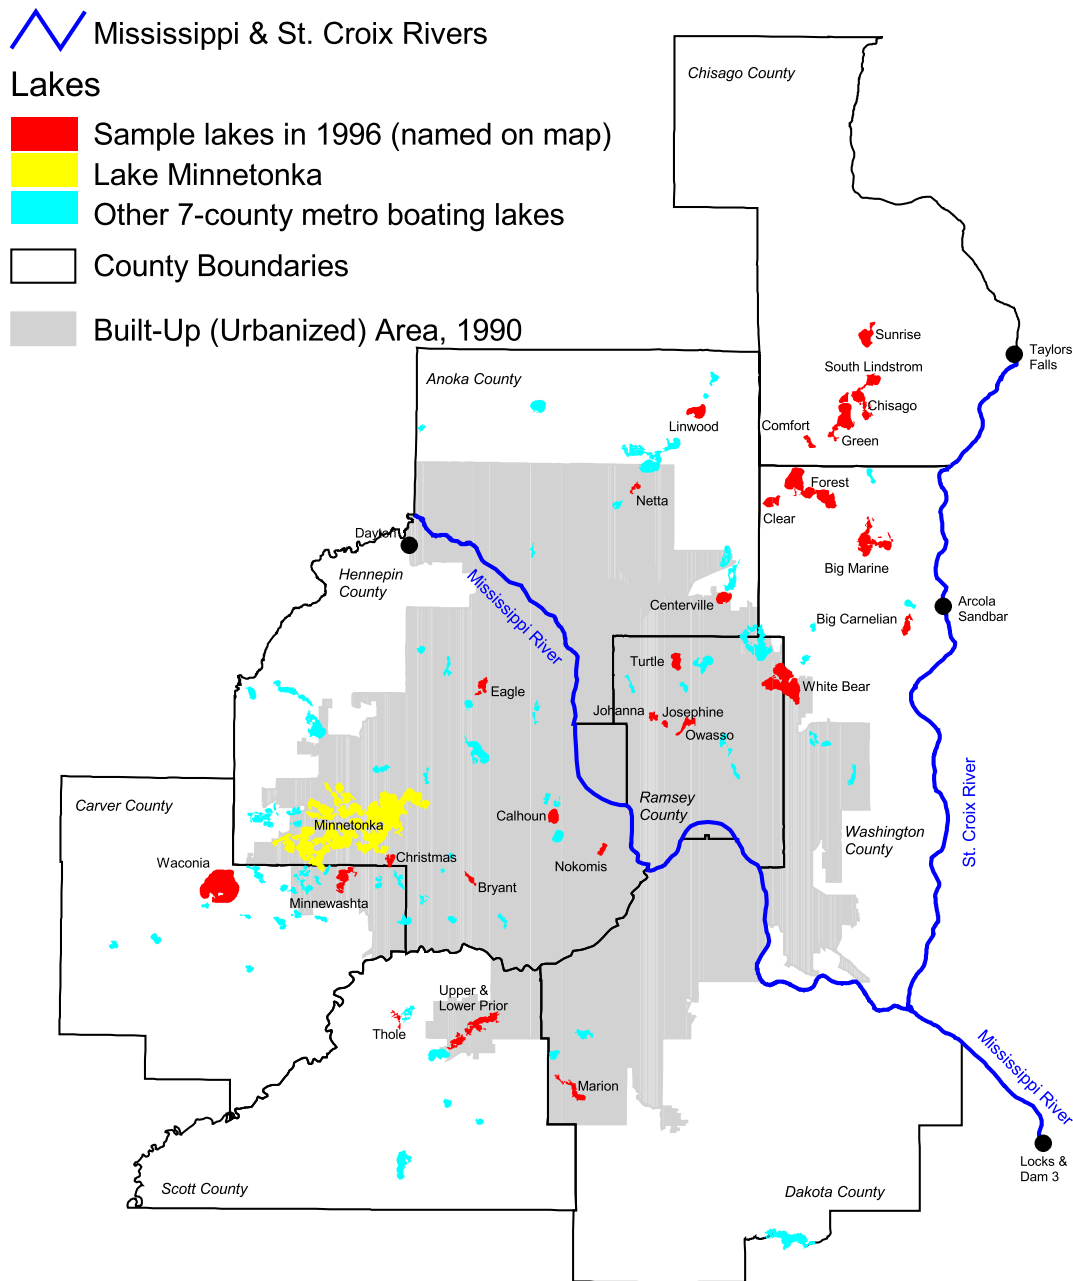 Mississippi & St. Croix Rivers
Lakes
Sample lakes in 1996 (named on map)
Lake Minnetonka
Other 7-county metro boating lakes
County Boundaries
Built-Up (Urbanized) Area, 1990
Chisago County
Sunrise
Taylors
Falls
South Lindstrom
Anoka County
Chisago
Linwood
Comfort
Green
Forest
Netta
Clear
Dayton
Big Marine
Hennepin
County
Mississippi River
Centerville
Arcola
Sandbar
Big Carnelian
Turtle
White Bear
Eagle
Johanna
Josephine
Owasso
St. Croix River
Carver County
Ramsey
County
Calhoun
Minnetonka
Washington
County
Christmas
Waconia
Nokomis
Bryant
Minnewashta
Upper &
Lower Prior
Thole
Mississippi River
Marion
Locks &
Dam 3
Scott County
Dakota County